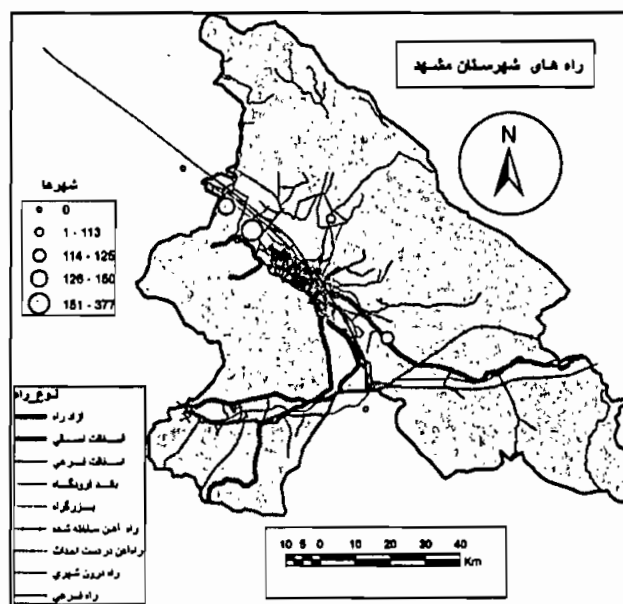 راه های شهرستان مشهد
N
شهرها
0
1 - 113
114 - 125
126 - 150
151 - 377
نوع راه
آزاد راه
آسفالت اصلی
آسفالت فرعی
باند فرودگاه
بزرگراه
راه آهن ساخته شده
راه آهن در دست احداث
راه درون شهری
راه فرعی
10 5 0 10 20 30 40
Km